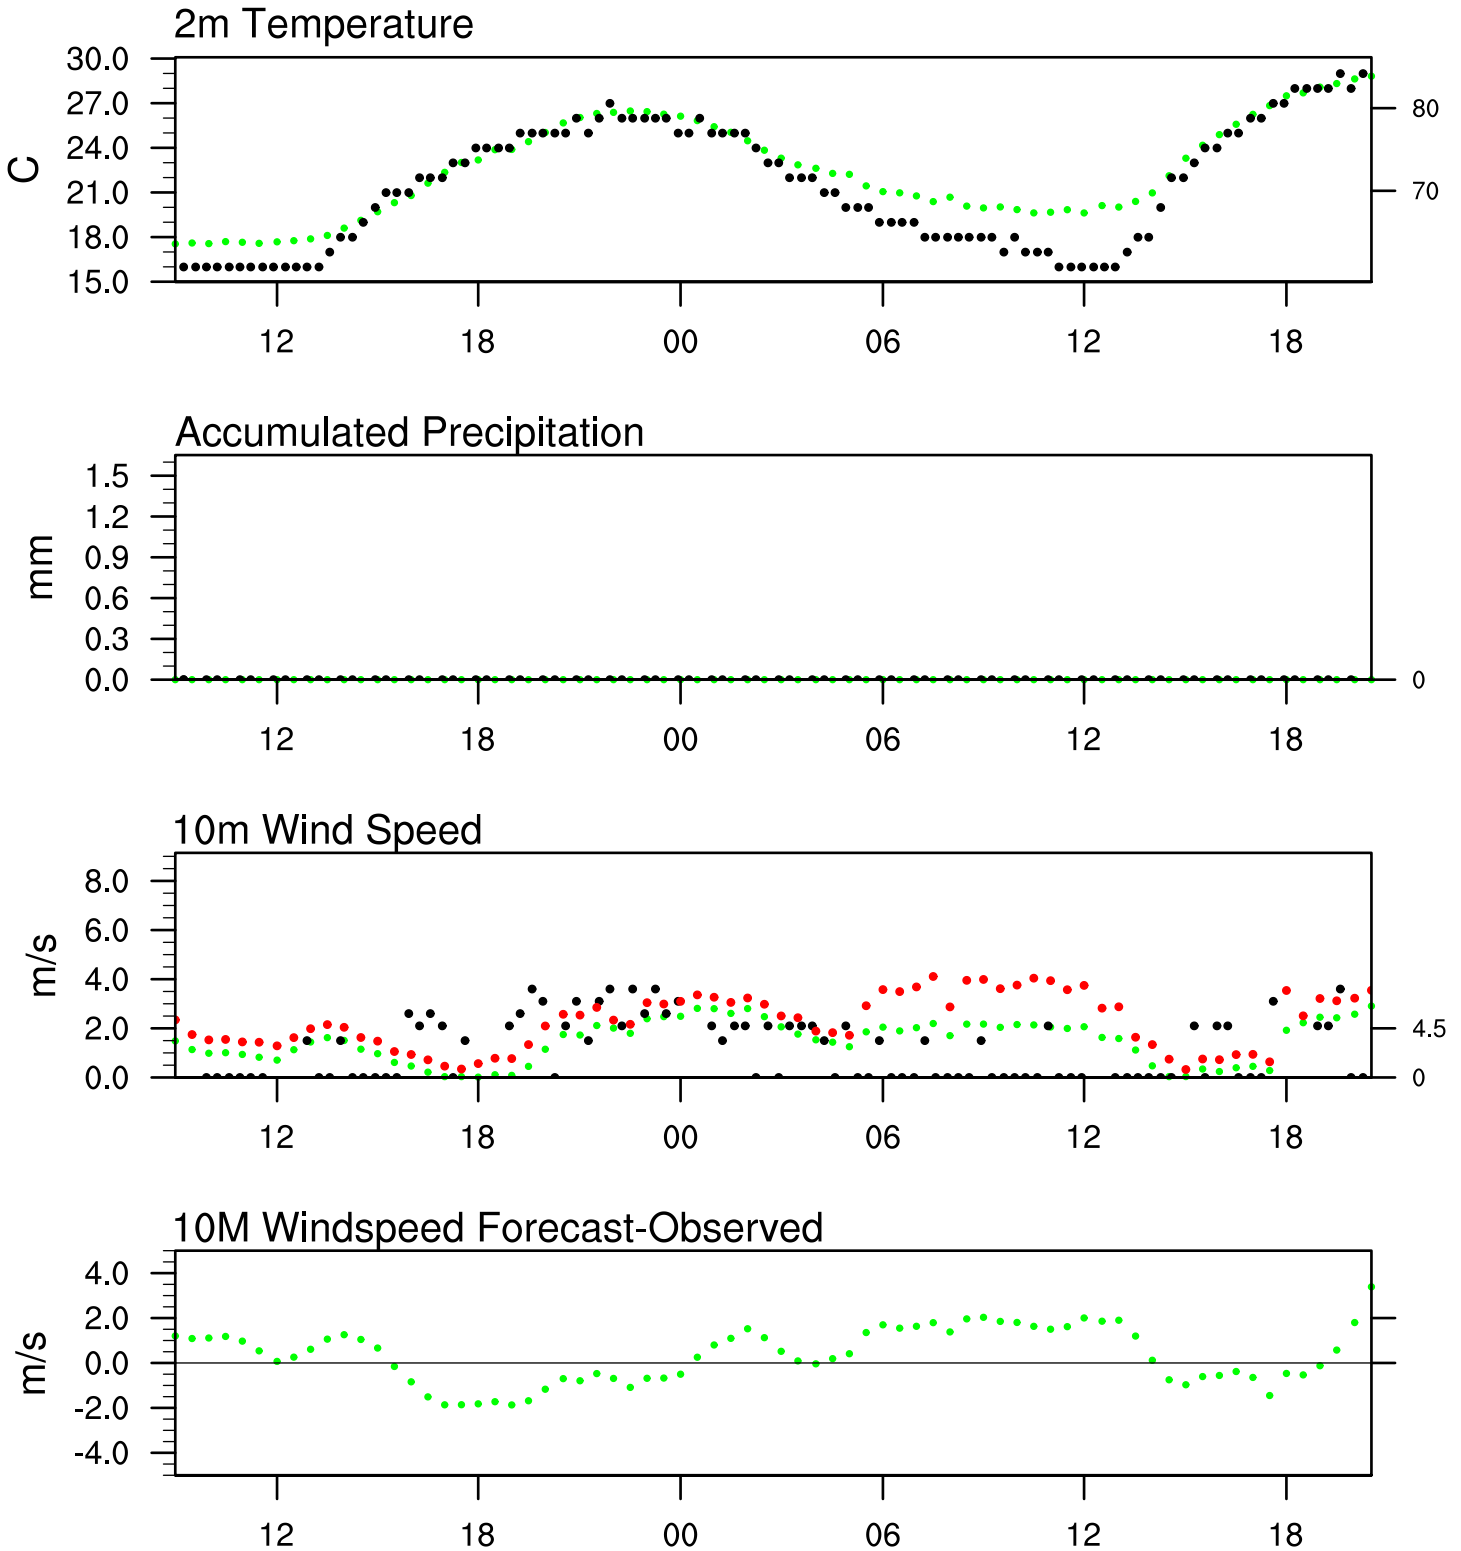 2m Temperature
30.0
27.0
24.0
21.0
18.0
15.0
C
80
70
12 18 00 06 12 18
Accumulated Precipitation
1.5
1.2
0.9
0.6
0.3
0.0
mm
0
12 18 00 06 12 18
10m Wind Speed
8.0
6.0
4.0
2.0
0.0
m/s
4.5
0
12 18 00 06 12 18
10M Windspeed Forecast-Observed
4.0
2.0
0.0
-2.0
-4.0
m/s
12 18 00 06 12 18